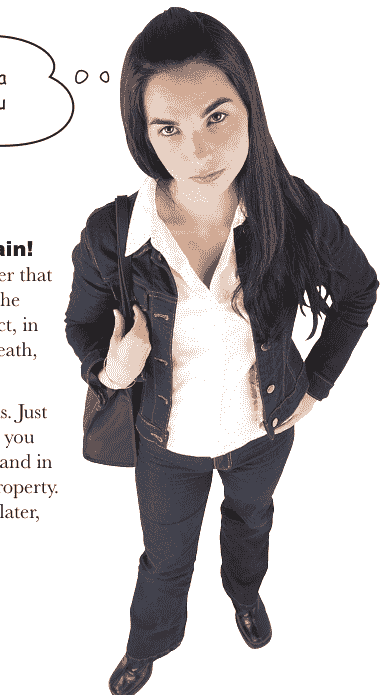 a
u
ain!
er that
he
ct, in
eath,
s. Just
you
and in
roperty.
later,